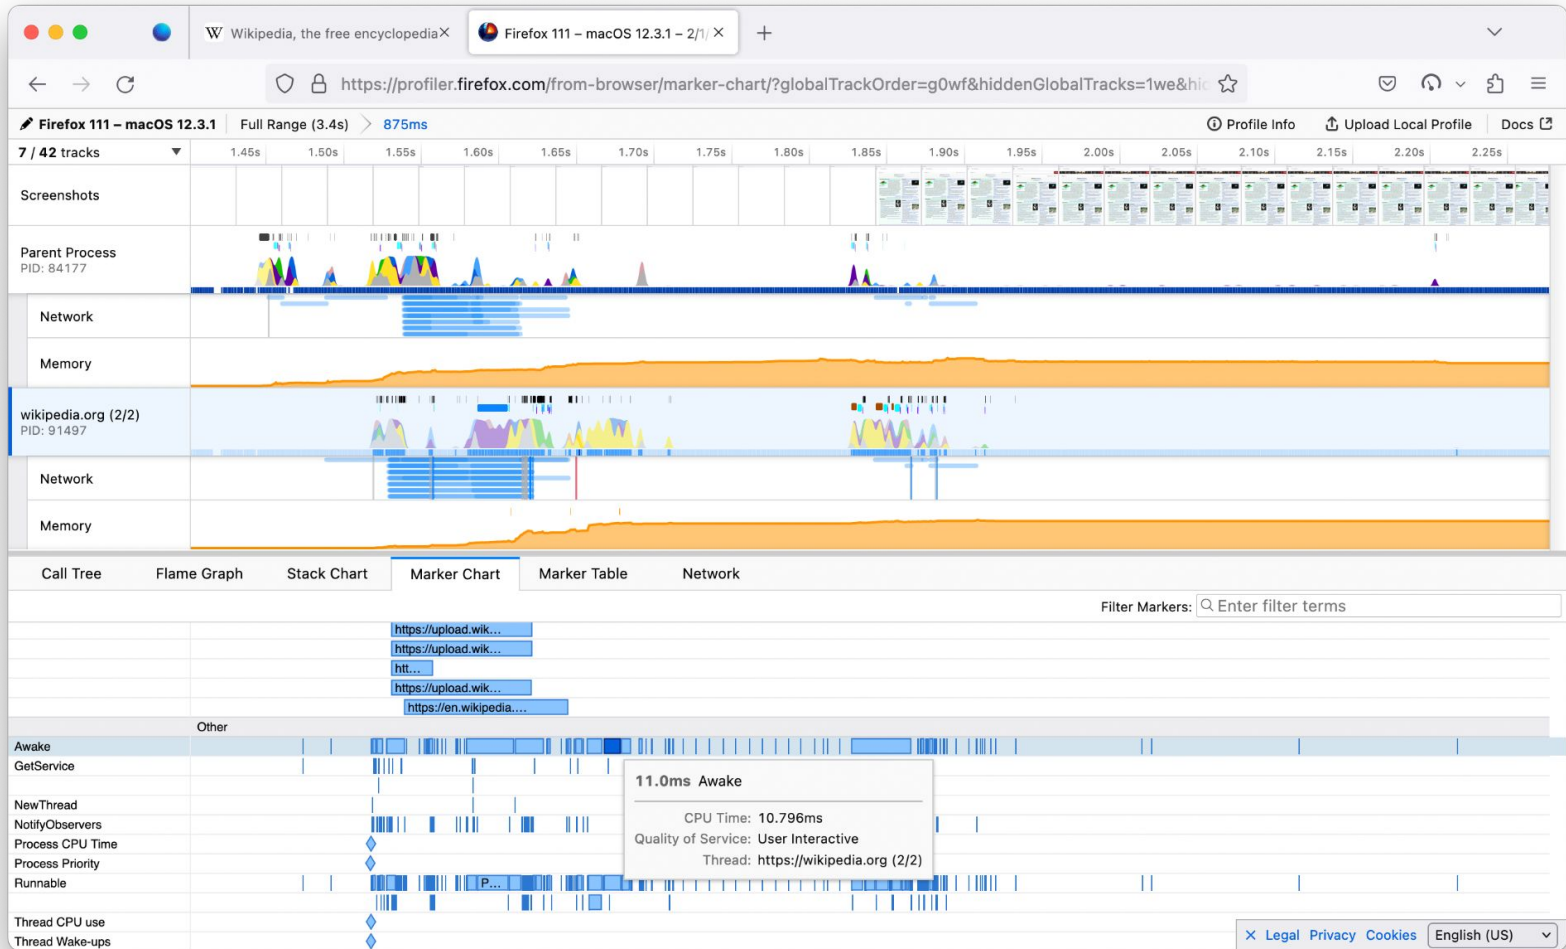 Wikipedia, the free encyclopedia
Firefox 111 – macOS 12.3.1 – 2/1/
https://profiler.firefox.com/from-browser/marker-chart/?globalTrackOrder=g0wf&hiddenGlobalTracks=1we&hid
Firefox 111 – macOS 12.3.1 Full Range (3.4s) 875ms Profile Info Upload Local Profile Docs
7 / 42 tracks 1.45s 1.50s 1.55s 1.60s 1.65s 1.70s 1.75s 1.80s 1.85s 1.90s 1.95s 2.00s 2.05s 2.10s 2.15s 2.20s 2.25s
Screenshots
Parent Process
PID: 84177
Network
Memory
wikipedia.org (2/2)
PID: 91497
Network
Memory
Call Tree Flame Graph Stack Chart Marker Chart Marker Table Network
Filter Markers: Enter filter terms
https://upload.wik...
https://upload.wik...
htt...
https://upload.wik...
https://en.wikipedia....
Other
Awake
GetService
11.0ms Awake
NewThread
CPU Time: 10.796ms
NotifyObservers
Quality of Service: User Interactive
Process CPU Time
Thread: https://wikipedia.org (2/2)
Process Priority
Runnable P...
Thread CPU use
Thread Wake-ups
Legal Privacy Cookies English (US)